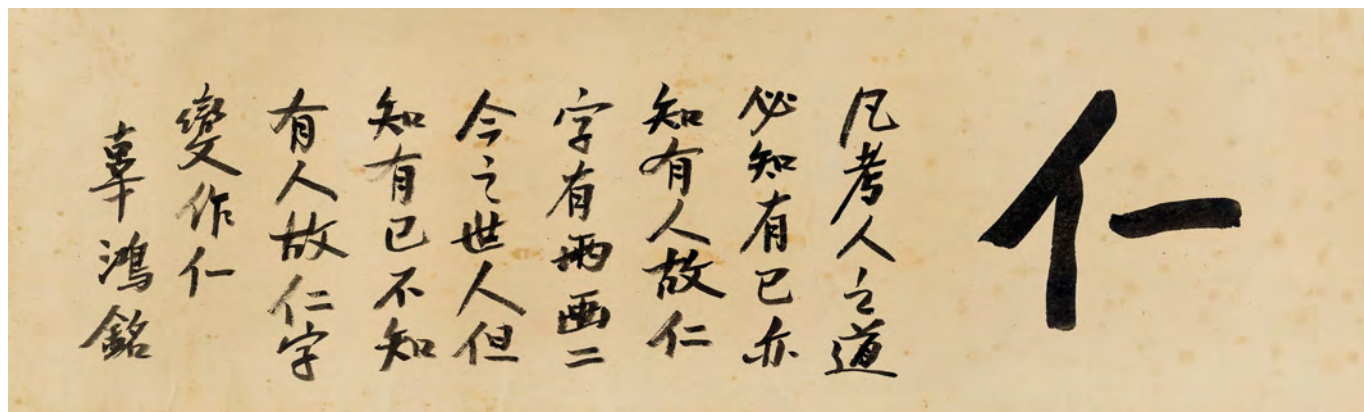 亻一
凡考人之道
必知有己亦
知有人故仁
字有兩画二
今之世人但
知有己不知
有人故仁字
變作亻一
辜鴻銘